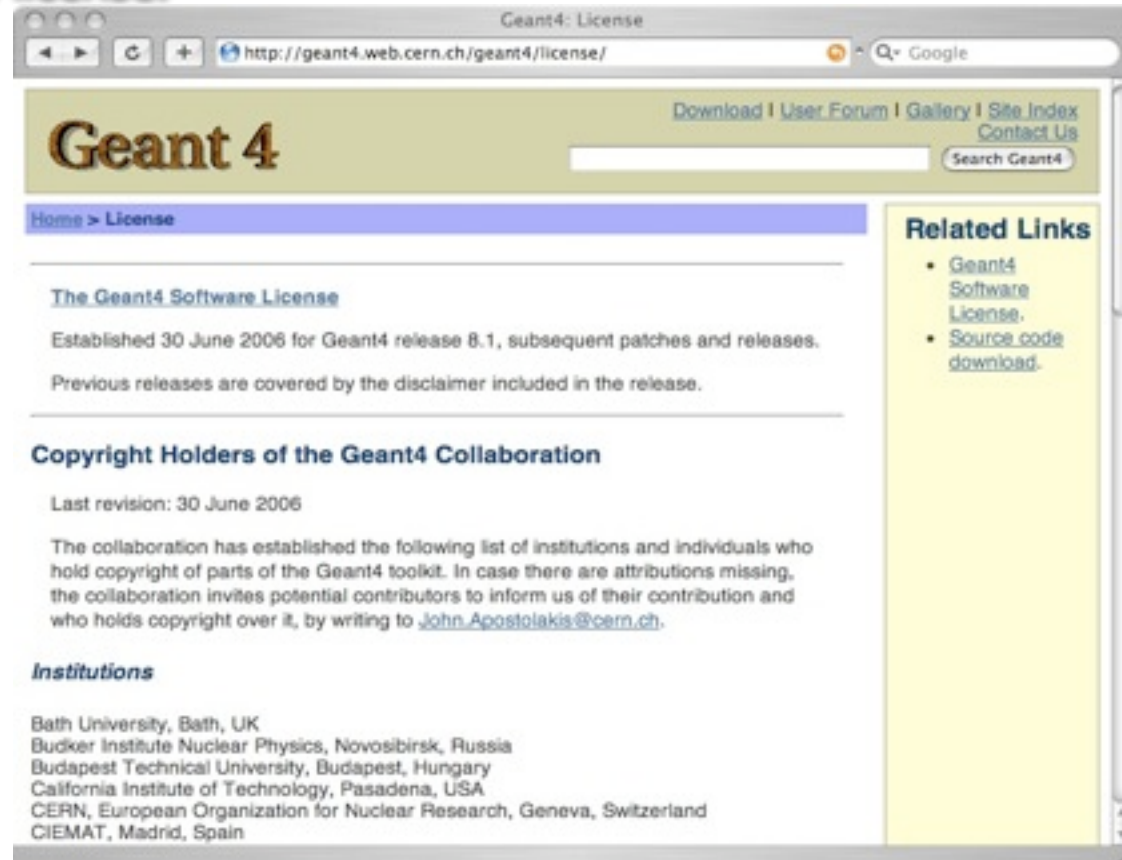 Geant4: License
http://geant4.web.cern.ch/geant4/license/
Google
Geant 4
Download | User Forum | Gallery | Site Index
Contact Us
Search Geant4
Home > License
The Geant4 Software License
Established 30 June 2006 for Geant4 release 8.1, subsequent patches and releases.
Previous releases are covered by the disclaimer included in the release.
Copyright Holders of the Geant4 Collaboration
Last revision: 30 June 2006
The collaboration has established the following list of institutions and individuals who
hold copyright of parts of the Geant4 toolkit. In case there are attributions missing,
the collaboration invites potential contributors to inform us of their contribution and
who holds copyright over it, by writing to John.Apostolakis@cern.ch.
Institutions
Bath University, Bath, UK
Budker Institute Nuclear Physics, Novosibirsk, Russia
Budapest Technical University, Budapest, Hungary
California Institute of Technology, Pasadena, USA
CERN, European Organization for Nuclear Research, Geneva, Switzerland
CIEMAT, Madrid, Spain
Related Links
• Geant4
Software
License.
• Source code
download.